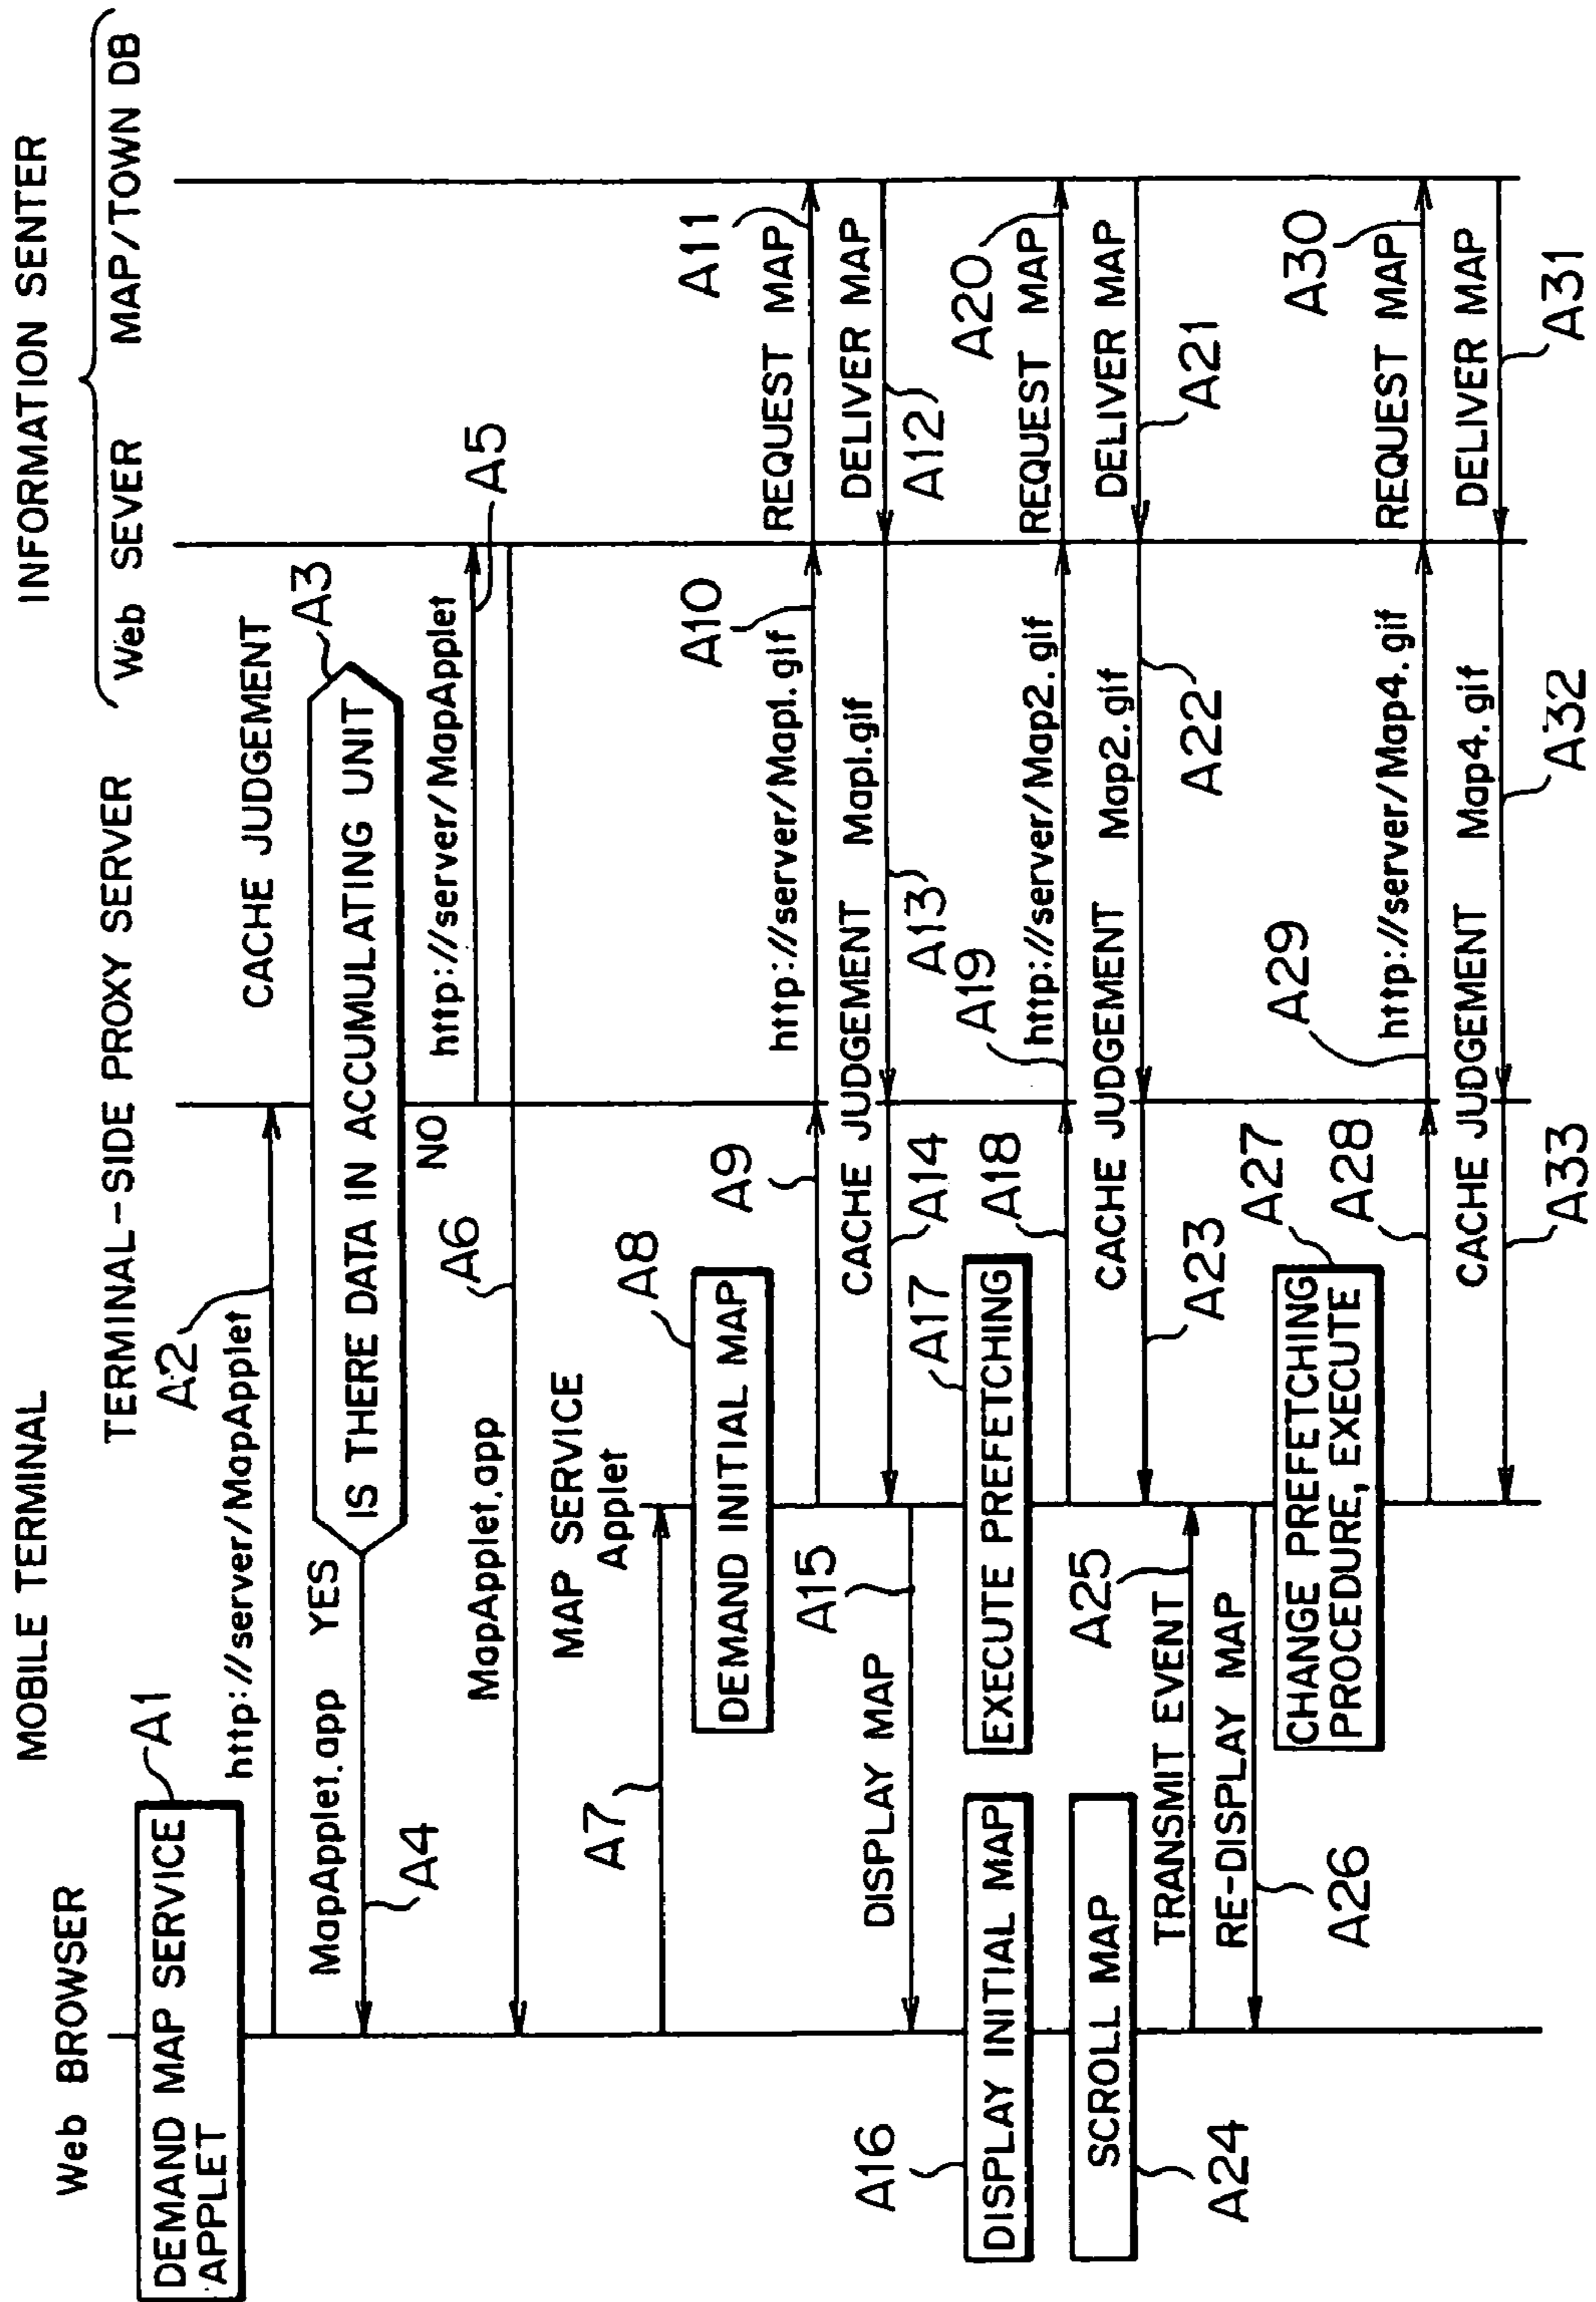 MOBILE TERMINAL
INFORMATION SENTER
Web BROWSER
TERMINAL-SIDE PROXY SERVER
Web SEVER
MAP/TOWN DB
DEMAND MAP SERVICE
APPLET
A1
A2
http://server/MapApplet
CACHE JUDGEMENT
A3
IS THERE DATA IN ACCUMULATING UNIT
YES
MapApplet.app
A4
NO
http://server/MapApplet
A5
A6
MapApplet.app
MAP SERVICE
Applet
A7
A8
DEMAND INITIAL MAP
A9
http://server/Map1.gif
A10
REQUEST MAP
A11
DELIVER MAP
A12
CACHE JUDGEMENT
Map1.gif
A13
A14
A15
DISPLAY MAP
A16
DISPLAY INITIAL MAP
A17
EXECUTE PREFETCHING
A18
A19
http://server/Map2.gif
REQUEST MAP
A20
DELIVER MAP
A21
CACHE JUDGEMENT
Map2.gif
A22
A23
SCROLL MAP
A24
TRANSMIT EVENT
A25
RE-DISPLAY MAP
A26
CHANGE PREFETCHING
PROCEDURE, EXECUTE
A27
A28
A29
http://server/Map4.gif
REQUEST MAP
A30
DELIVER MAP
A31
CACHE JUDGEMENT
Map4.gif
A32
A33